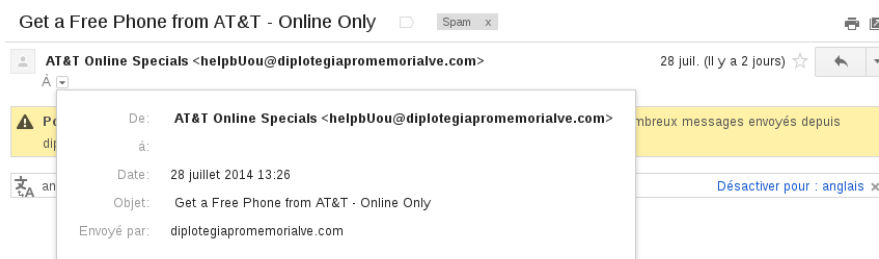 Get a Free Phone from AT&T - Online Only
Spam x
AT&T Online Specials <helpbUou@diplotegiapromemorialve.com>
28 juil. (Il y a 2 jours)
À
De: AT&T Online Specials <helpbUou@diplotegiapromemorialve.com>
à:
Date: 28 juillet 2014 13:26
Objet: Get a Free Phone from AT&T - Online Only
Envoyé par: diplotegiapromemorialve.com
mbreux messages envoyés depuis
dip
an
Désactiver pour : anglais x